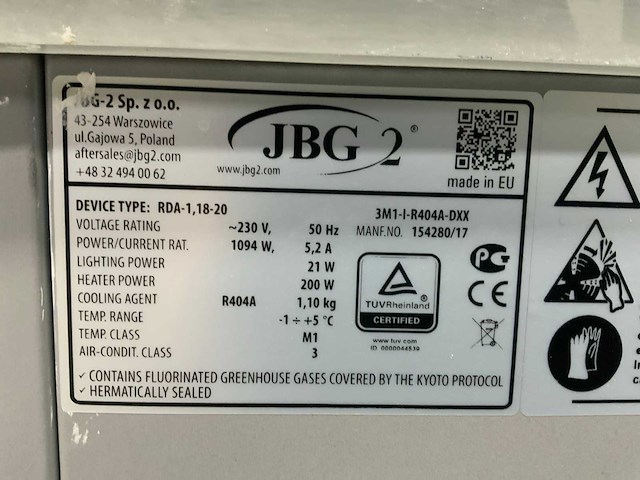 JBG-2 Sp. z o.o.
43-254 Warszowice
ul.Gajowa 5, Poland
aftersales@jbg2.com
+48 32 494 00 62
JBG 2®
www.jbg2.com
made in EU
DEVICE TYPE: RDA-1,18-20 3M1-I-R404A-DXX
VOLTAGE RATING ~230 V, 50 Hz MANF.NO. 154280/17
POWER/CURRENT RAT. 1094 W, 5,2 A
LIGHTING POWER 21 W
HEATER POWER 200 W
COOLING AGENT R404A 1,10 kg
TEMP. RANGE -1 ÷ +5 °C
TEMP. CLASS M1
AIR-CONDIT. CLASS 3
TÜVRheinland®
CERTIFIED
www.tuv.com
ID 0000044539
PG
CE
✓ CONTAINS FLUORINATED GREENHOUSE GASES COVERED BY THE KYOTO PROTOCOL
✓ HERMATICALLY SEALED